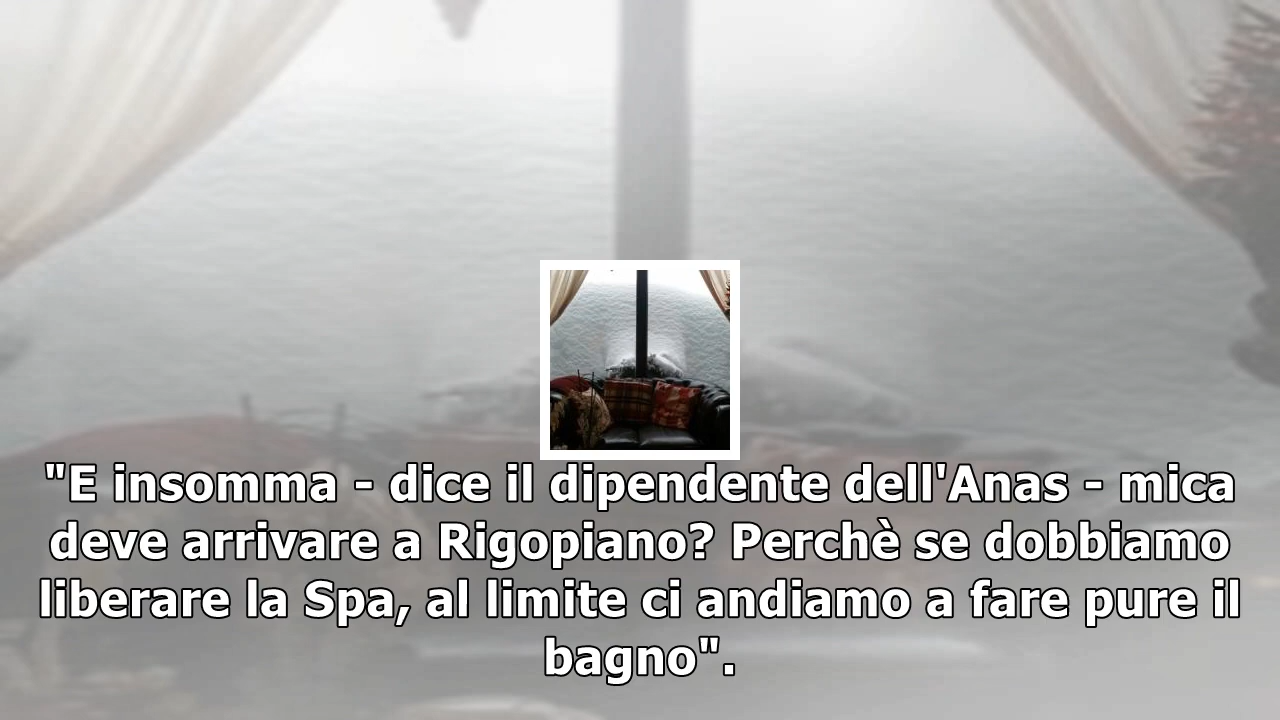 "E insomma - dice il dipendente dell'Anas - mica
deve arrivare a Rigopiano? Perchè se dobbiamo
liberare la Spa, al limite ci andiamo a fare pure il
bagno".